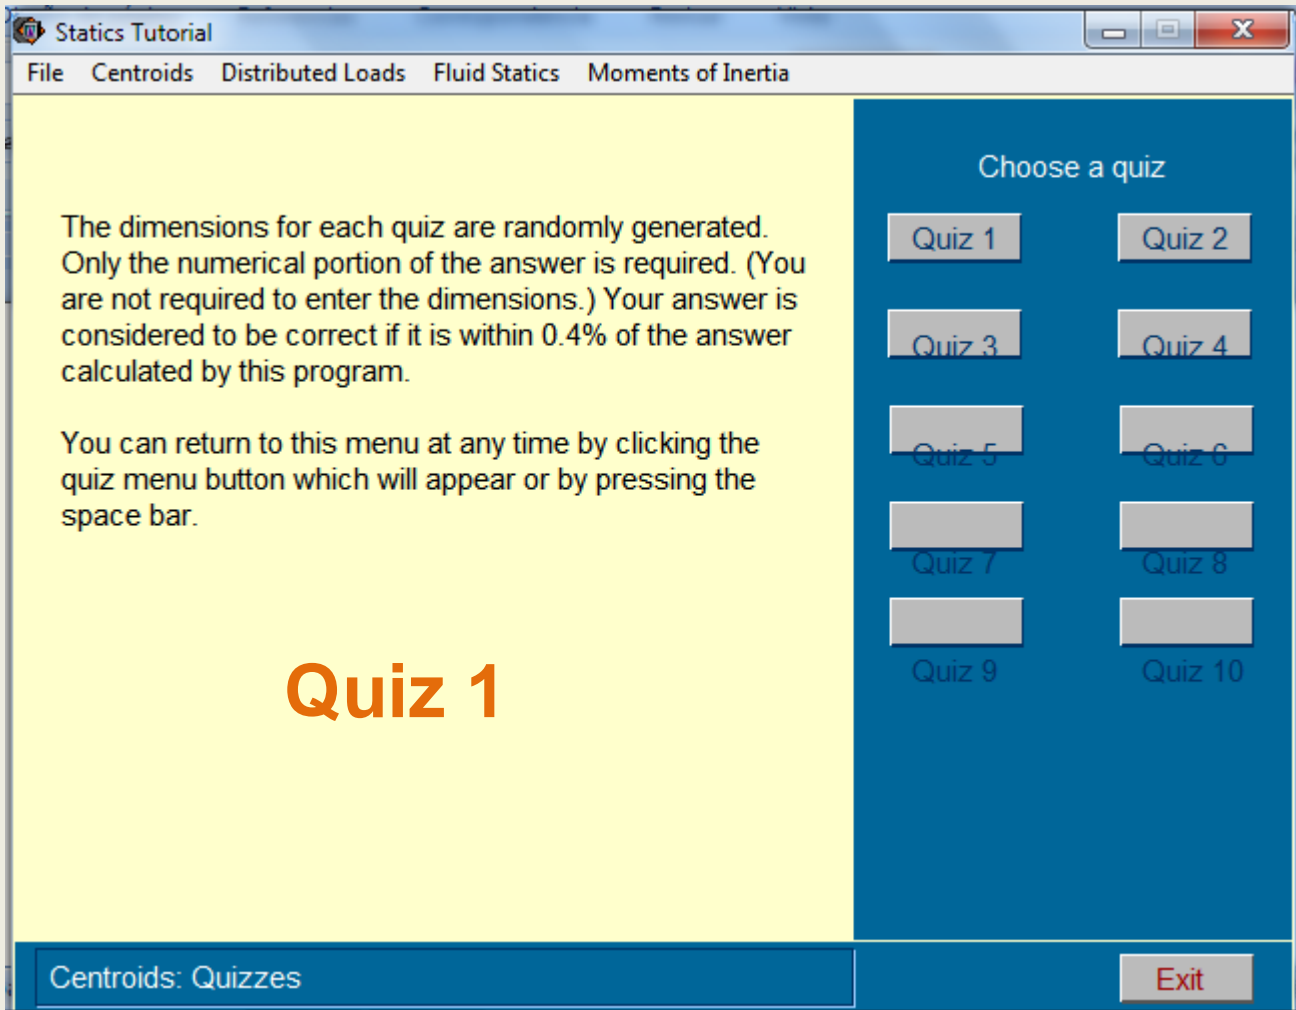 Statics Tutorial
File Centroids Distributed Loads Fluid Statics Moments of Inertia
The dimensions for each quiz are randomly generated.
Only the numerical portion of the answer is required. (You
are not required to enter the dimensions.) Your answer is
considered to be correct if it is within 0.4% of the answer
calculated by this program.
You can return to this menu at any time by clicking the
quiz menu button which will appear or by pressing the
space bar.
Quiz 1
Choose a quiz
Quiz 1 Quiz 2
Quiz 3 Quiz 4
Quiz 5 Quiz 6
Quiz 7 Quiz 8
Quiz 9 Quiz 10
Centroids: Quizzes
Exit